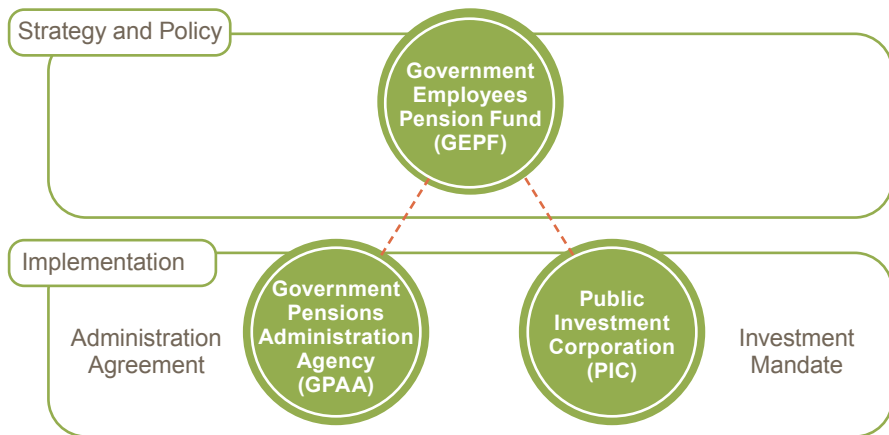 Strategy and Policy
Government
Employees
Pension Fund
(GEPF)
Implementation
Administration
Agreement
Government
Pensions
Administration
Agency
(GPAA)
Public
Investment
Corporation
(PIC)
Investment
Mandate